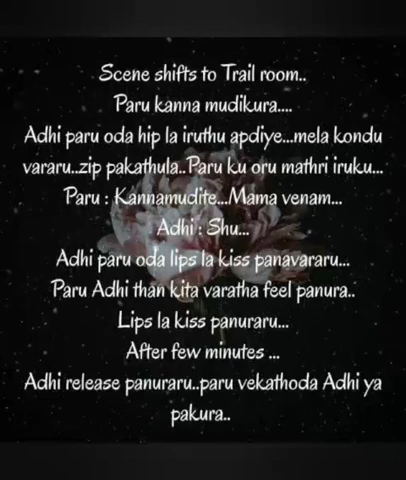 Scene shifts to Trail room..
Paru kanna mudikura....
Adhi paru oda hip la iruthu apdiye...mela kondu
vararu..zip pakathula..Paru ku oru mathri iruku...
Paru : Kannamudite...Mama venam...
Adhi : Shu...
Adhi paru oda lips la kiss panavararu...
Paru Adhi than kita varatha feel panura..
Lips la kiss panuraru...
After few minutes ...
Adhi release panuraru..paru vekathoda Adhi ya
pakura..